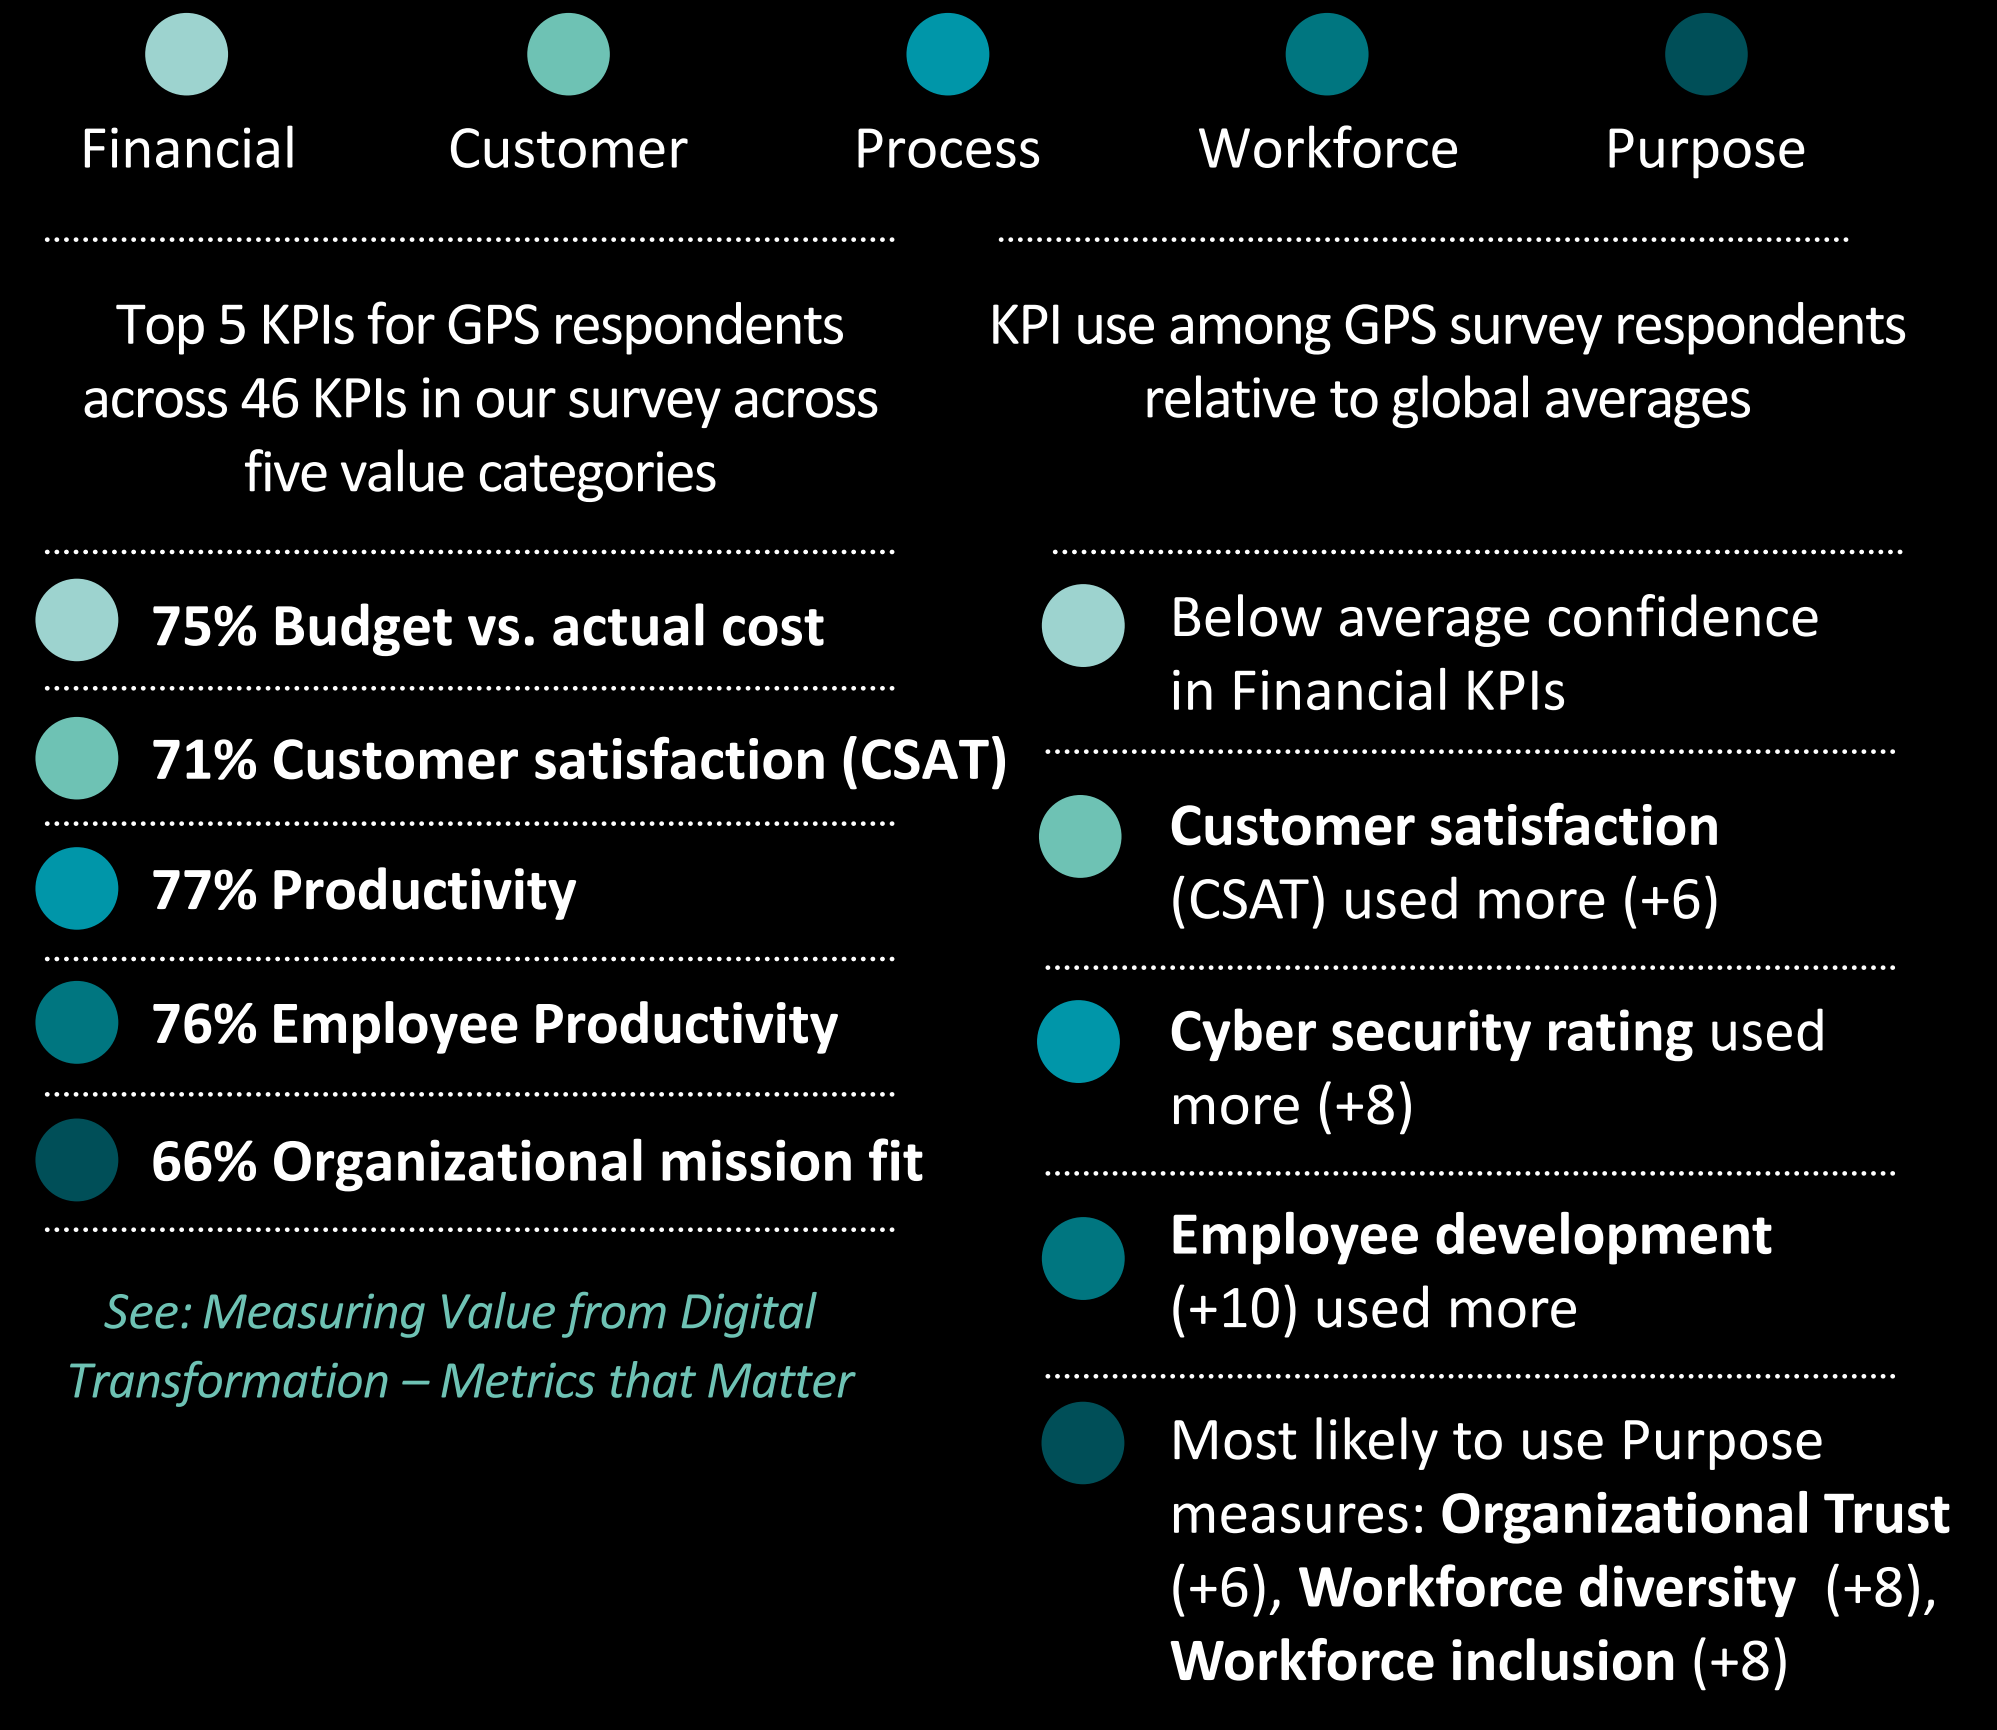 Financial
Customer
Process
Workforce
Purpose
Top 5 KPIs for GPS respondents
across 46 KPIs in our survey across
five value categories
75% Budget vs. actual cost
71% Customer satisfaction (CSAT)
77% Productivity
76% Employee Productivity
66% Organizational mission fit
See: Measuring Value from Digital
Transformation – Metrics that Matter
KPI use among GPS survey respondents
relative to global averages
Below average confidence
in Financial KPIs
Customer satisfaction
(CSAT) used more (+6)
Cyber security rating used
more (+8)
Employee development
(+10) used more
Most likely to use Purpose
measures: Organizational Trust
(+6), Workforce diversity (+8),
Workforce inclusion (+8)